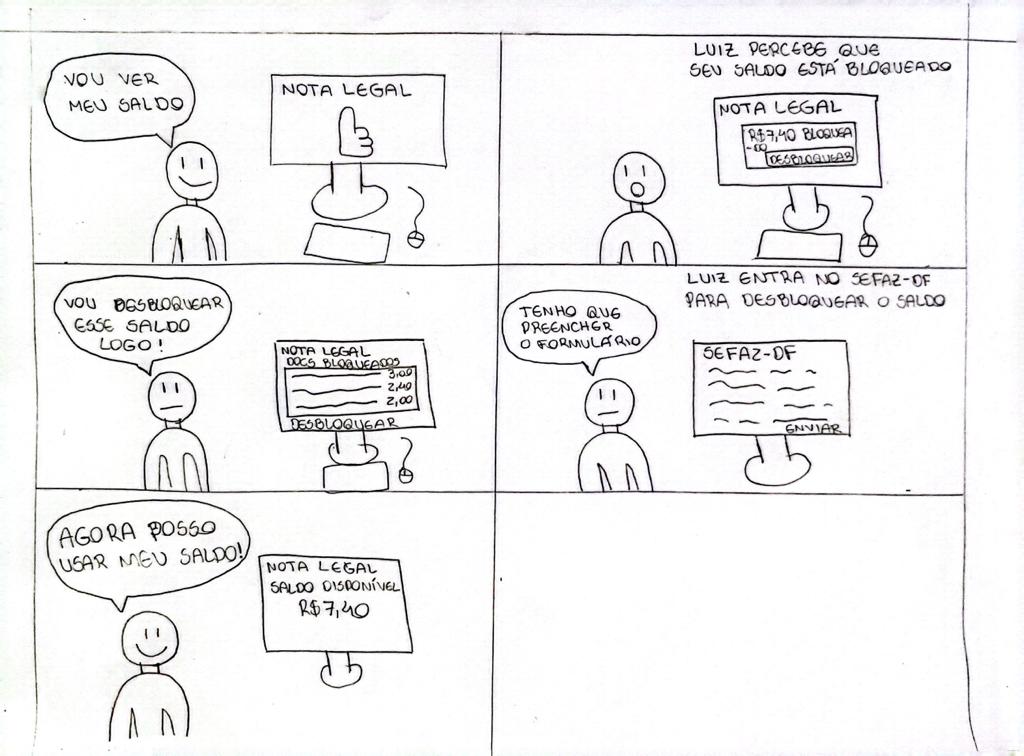 VOU VER
MEU SALDO
NOTA LEGAL
LUIZ PERCEBE QUE
SEU SALDO ESTÁ BLOQUEADO
NOTA LEGAL
R$7,40 BLOQUEA
-DO
DESBLOQUEAR
VOU DESBLOQUEAR
ESSE SALDO
LOGO!
NOTA LEGAL
DOCS BLOQUEADOS
3,00
2,40
2,00
DESBLOQUEAR
LUIZ ENTRA NO SEFAZ-DF
PARA DESBLOQUEAR O SALDO
TENHO QUE
PREENCHER
O FORMULÁRIO
SEFAZ-DF
ENVIAR
AGORA POSSO
USAR MEU SALDO!
NOTA LEGAL
SALDO DISPONÍVEL
R$7,40